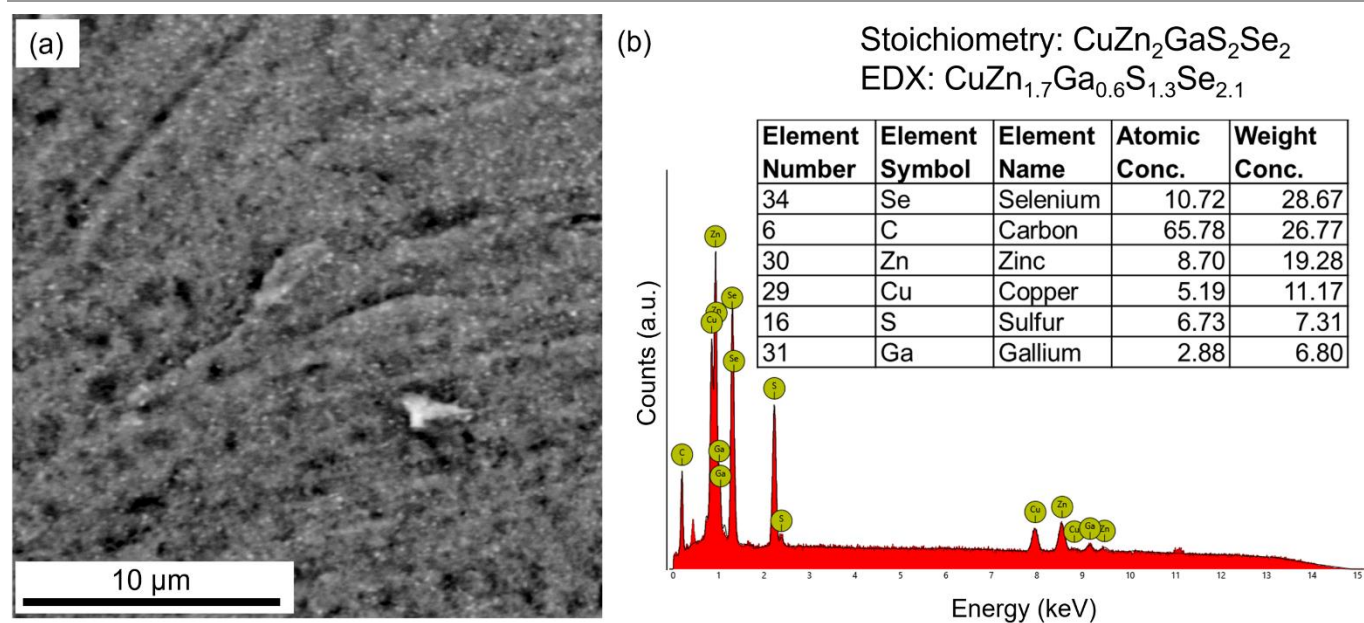 (a)
10 µm
(b)
Stoichiometry: CuZn₂GaS₂Se₂
EDX: CuZn₁.₇Ga₀.₆S₁.₃Se₂.₁
Element Number Element Symbol Element Name Atomic Conc. Weight Conc.
34 Se Selenium 10.72 28.67
6 C Carbon 65.78 26.77
30 Zn Zinc 8.70 19.28
29 Cu Copper 5.19 11.17
16 S Sulfur 6.73 7.31
31 Ga Gallium 2.88 6.80
Counts (a.u.)
Zn
Zn
Cu
Se
Se
S
C
Ga
Ga
S
Cu
Zn
Cu
Ga
Zn
0 1 2 3 4 5 6 7 8 9 10 11 12 13 14 15
Energy (keV)